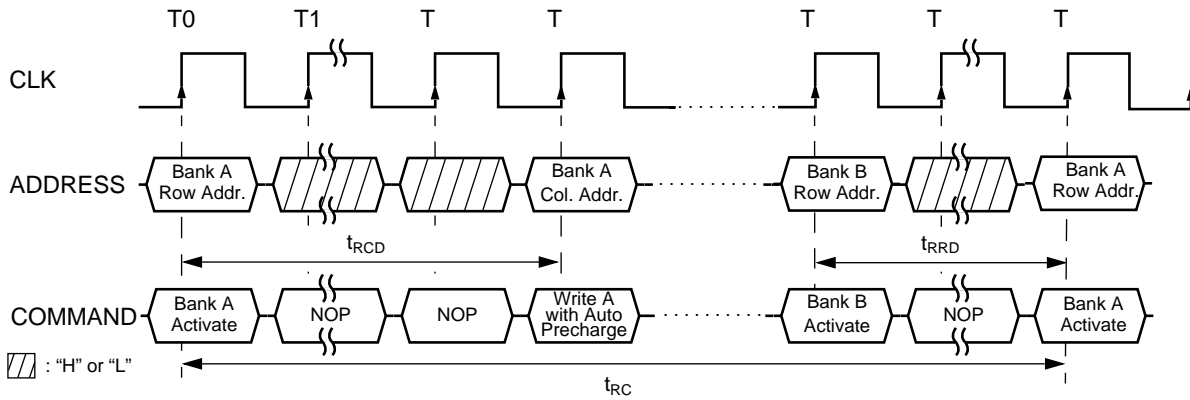 T0 T1 T T T T T
CLK
ADDRESS
Bank A
Row Addr.
Bank A
Col. Addr.
Bank B
Row Addr.
Bank A
Row Addr.
tRCD
tRRD
COMMAND
Bank A
Activate
NOP
NOP
Write A
with Auto
Precharge
Bank B
Activate
NOP
Bank A
Activate
: “H” or “L”
tRC